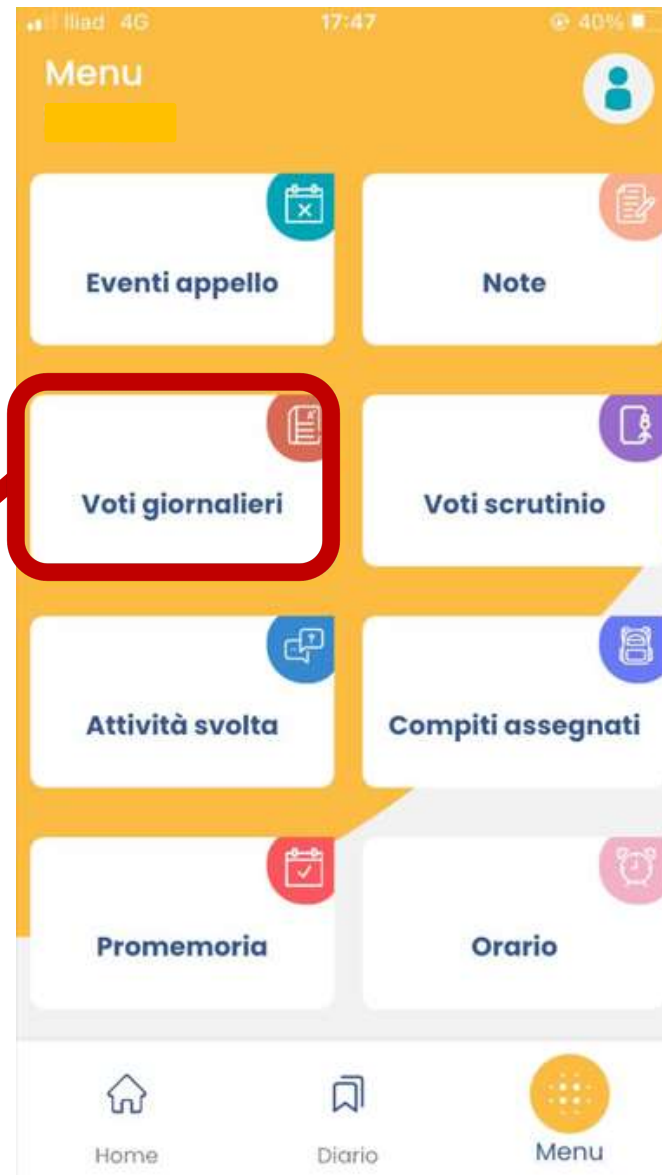 Iliad 4G 17:47 40%
Menu
Eventi appello
Note
Voti giornalieri
Voti scrutinio
Attività svolta
Compiti assegnati
Promemoria
Orario
Home
Diario
Menu